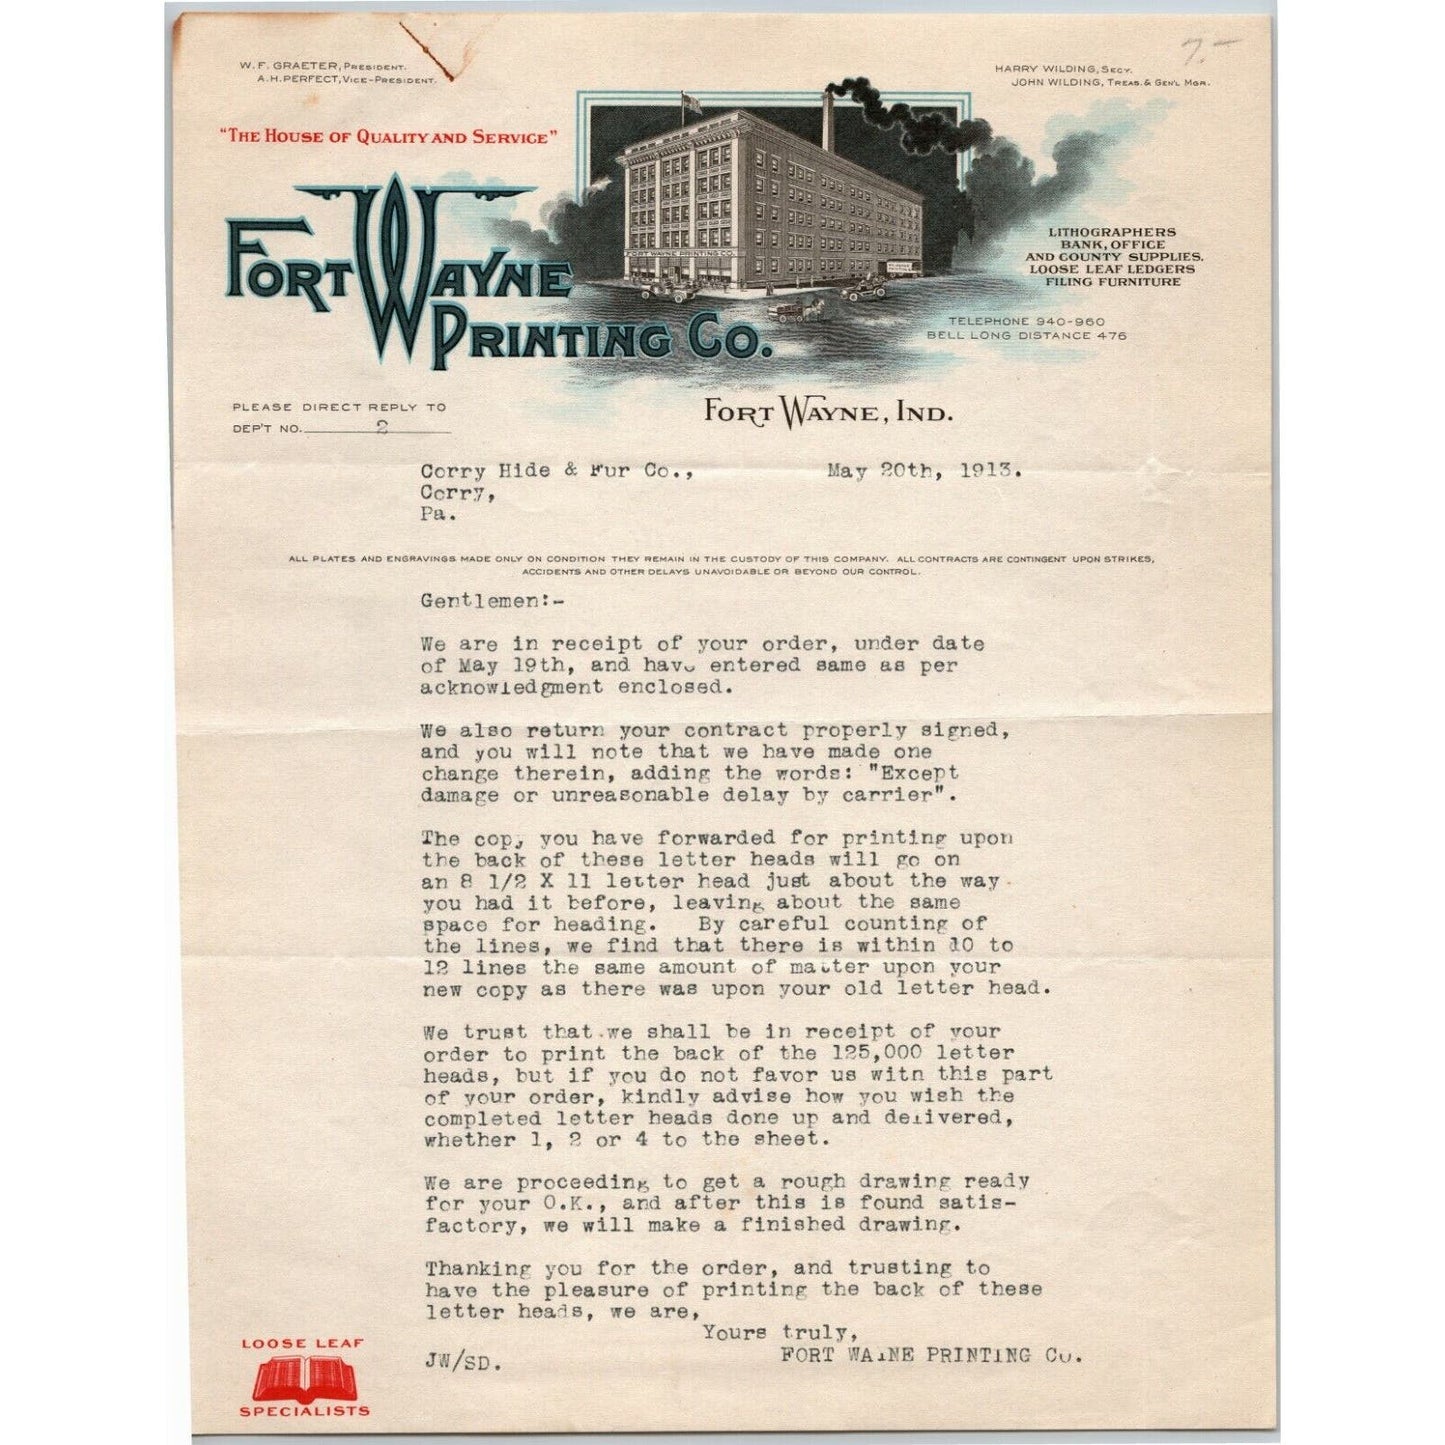 7.-
W. F. GRAETER, PRESIDENT.
A. H. PERFECT, VICE-PRESIDENT.
HARRY WILDING, SECY.
JOHN WILDING, TREAS. & GEN'L MGR.
"THE HOUSE OF QUALITY AND SERVICE"
FORT WAYNE
PRINTING CO.
FORT WAYNE PRINTING CO.
LITHOGRAPHERS
BANK, OFFICE
AND COUNTY SUPPLIES.
LOOSE LEAF LEDGERS
FILING FURNITURE
TELEPHONE 940-960
BELL LONG DISTANCE 476
PLEASE DIRECT REPLY TO
DEP'T NO. 2
FORT WAYNE, IND.
Corry Hide & Fur Co., May 20th, 1913.
Corry,
Pa.
ALL PLATES AND ENGRAVINGS MADE ONLY ON CONDITION THEY REMAIN IN THE CUSTODY OF THIS COMPANY. ALL CONTRACTS ARE CONTINGENT UPON STRIKES,
ACCIDENTS AND OTHER DELAYS UNAVOIDABLE OR BEYOND OUR CONTROL.
Gentlemen:-
We are in receipt of your order, under date
of May 19th, and have entered same as per
acknowledgment enclosed.
We also return your contract properly signed,
and you will note that we have made one
change therein, adding the words: "Except
damage or unreasonable delay by carrier".
The copy you have forwarded for printing upon
the back of these letter heads will go on
an 8 1/2 X 11 letter head just about the way
you had it before, leaving about the same
space for heading. By careful counting of
the lines, we find that there is within 10 to
12 lines the same amount of matter upon your
new copy as there was upon your old letter head.
We trust that we shall be in receipt of your
order to print the back of the 125,000 letter
heads, but if you do not favor us with this part
of your order, kindly advise how you wish the
completed letter heads done up and delivered,
whether 1, 2 or 4 to the sheet.
We are proceeding to get a rough drawing ready
for your O.K., and after this is found satis-
factory, we will make a finished drawing.
Thanking you for the order, and trusting to
have the pleasure of printing the back of these
letter heads, we are,
Yours truly,
JW/SD. FORT WAYNE PRINTING CO.
LOOSE LEAF
SPECIALISTS